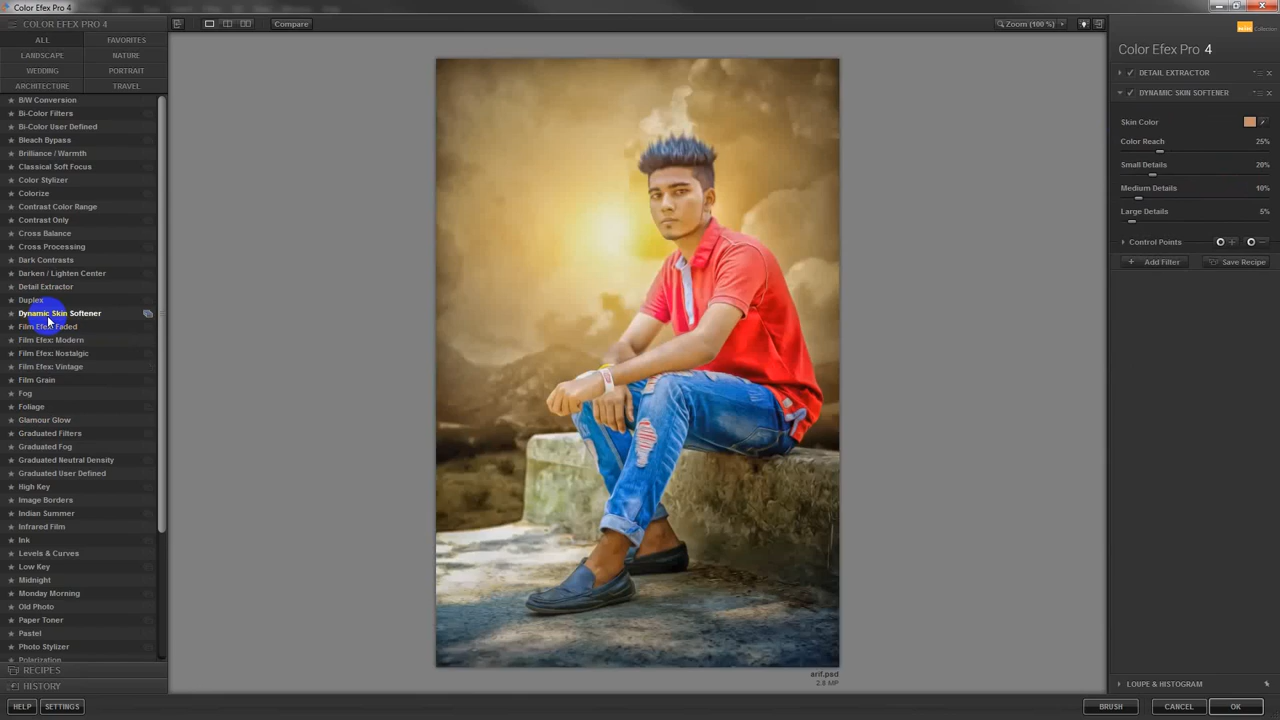 Color Efex Pro 4
COLOR EFEX PRO 4
ALL
FAVORITES
LANDSCAPE
NATURE
WEDDING
PORTRAIT
ARCHITECTURE
TRAVEL
B/W Conversion
Bi-Color Filters
Bi-Color User Defined
Bleach Bypass
Brilliance / Warmth
Classical Soft Focus
Color Stylizer
Colorize
Contrast Color Range
Contrast Only
Cross Balance
Cross Processing
Dark Contrasts
Darken / Lighten Center
Detail Extractor
Duplex
Dynamic Skin Softener
Film Efex: Faded
Film Efex: Modern
Film Efex: Nostalgic
Film Efex: Vintage
Film Grain
Fog
Foliage
Glamour Glow
Graduated Filters
Graduated Fog
Graduated Neutral Density
Graduated User Defined
High Key
Image Borders
Indian Summer
Infrared Film
Ink
Levels & Curves
Low Key
Midnight
Monday Morning
Old Photo
Paper Toner
Pastel
Photo Stylizer
Polarization
RECIPES
HISTORY
HELP
SETTINGS
Compare
Zoom (100 %)
arif.psd
2.8 MP
Color Efex Pro 4
DETAIL EXTRACTOR
DYNAMIC SKIN SOFTENER
Skin Color
Color Reach 25%
Small Details 20%
Medium Details 10%
Large Details 5%
Control Points
Add Filter
Save Recipe
LOUPE & HISTOGRAM
BRUSH
CANCEL
OK